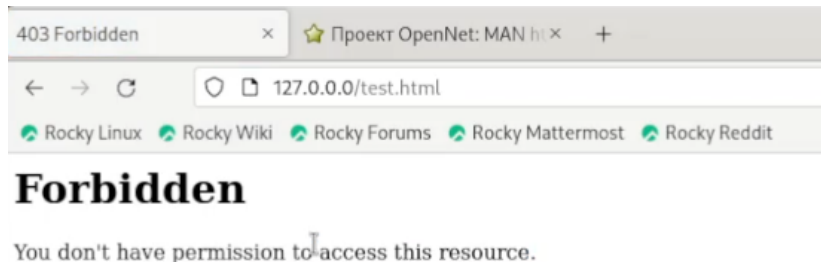 403 Forbidden
Проект OpenNet: MAN ht
127.0.0.0/test.html
Rocky Linux Rocky Wiki Rocky Forums Rocky Mattermost Rocky Reddit
Forbidden
You don't have permission to access this resource.